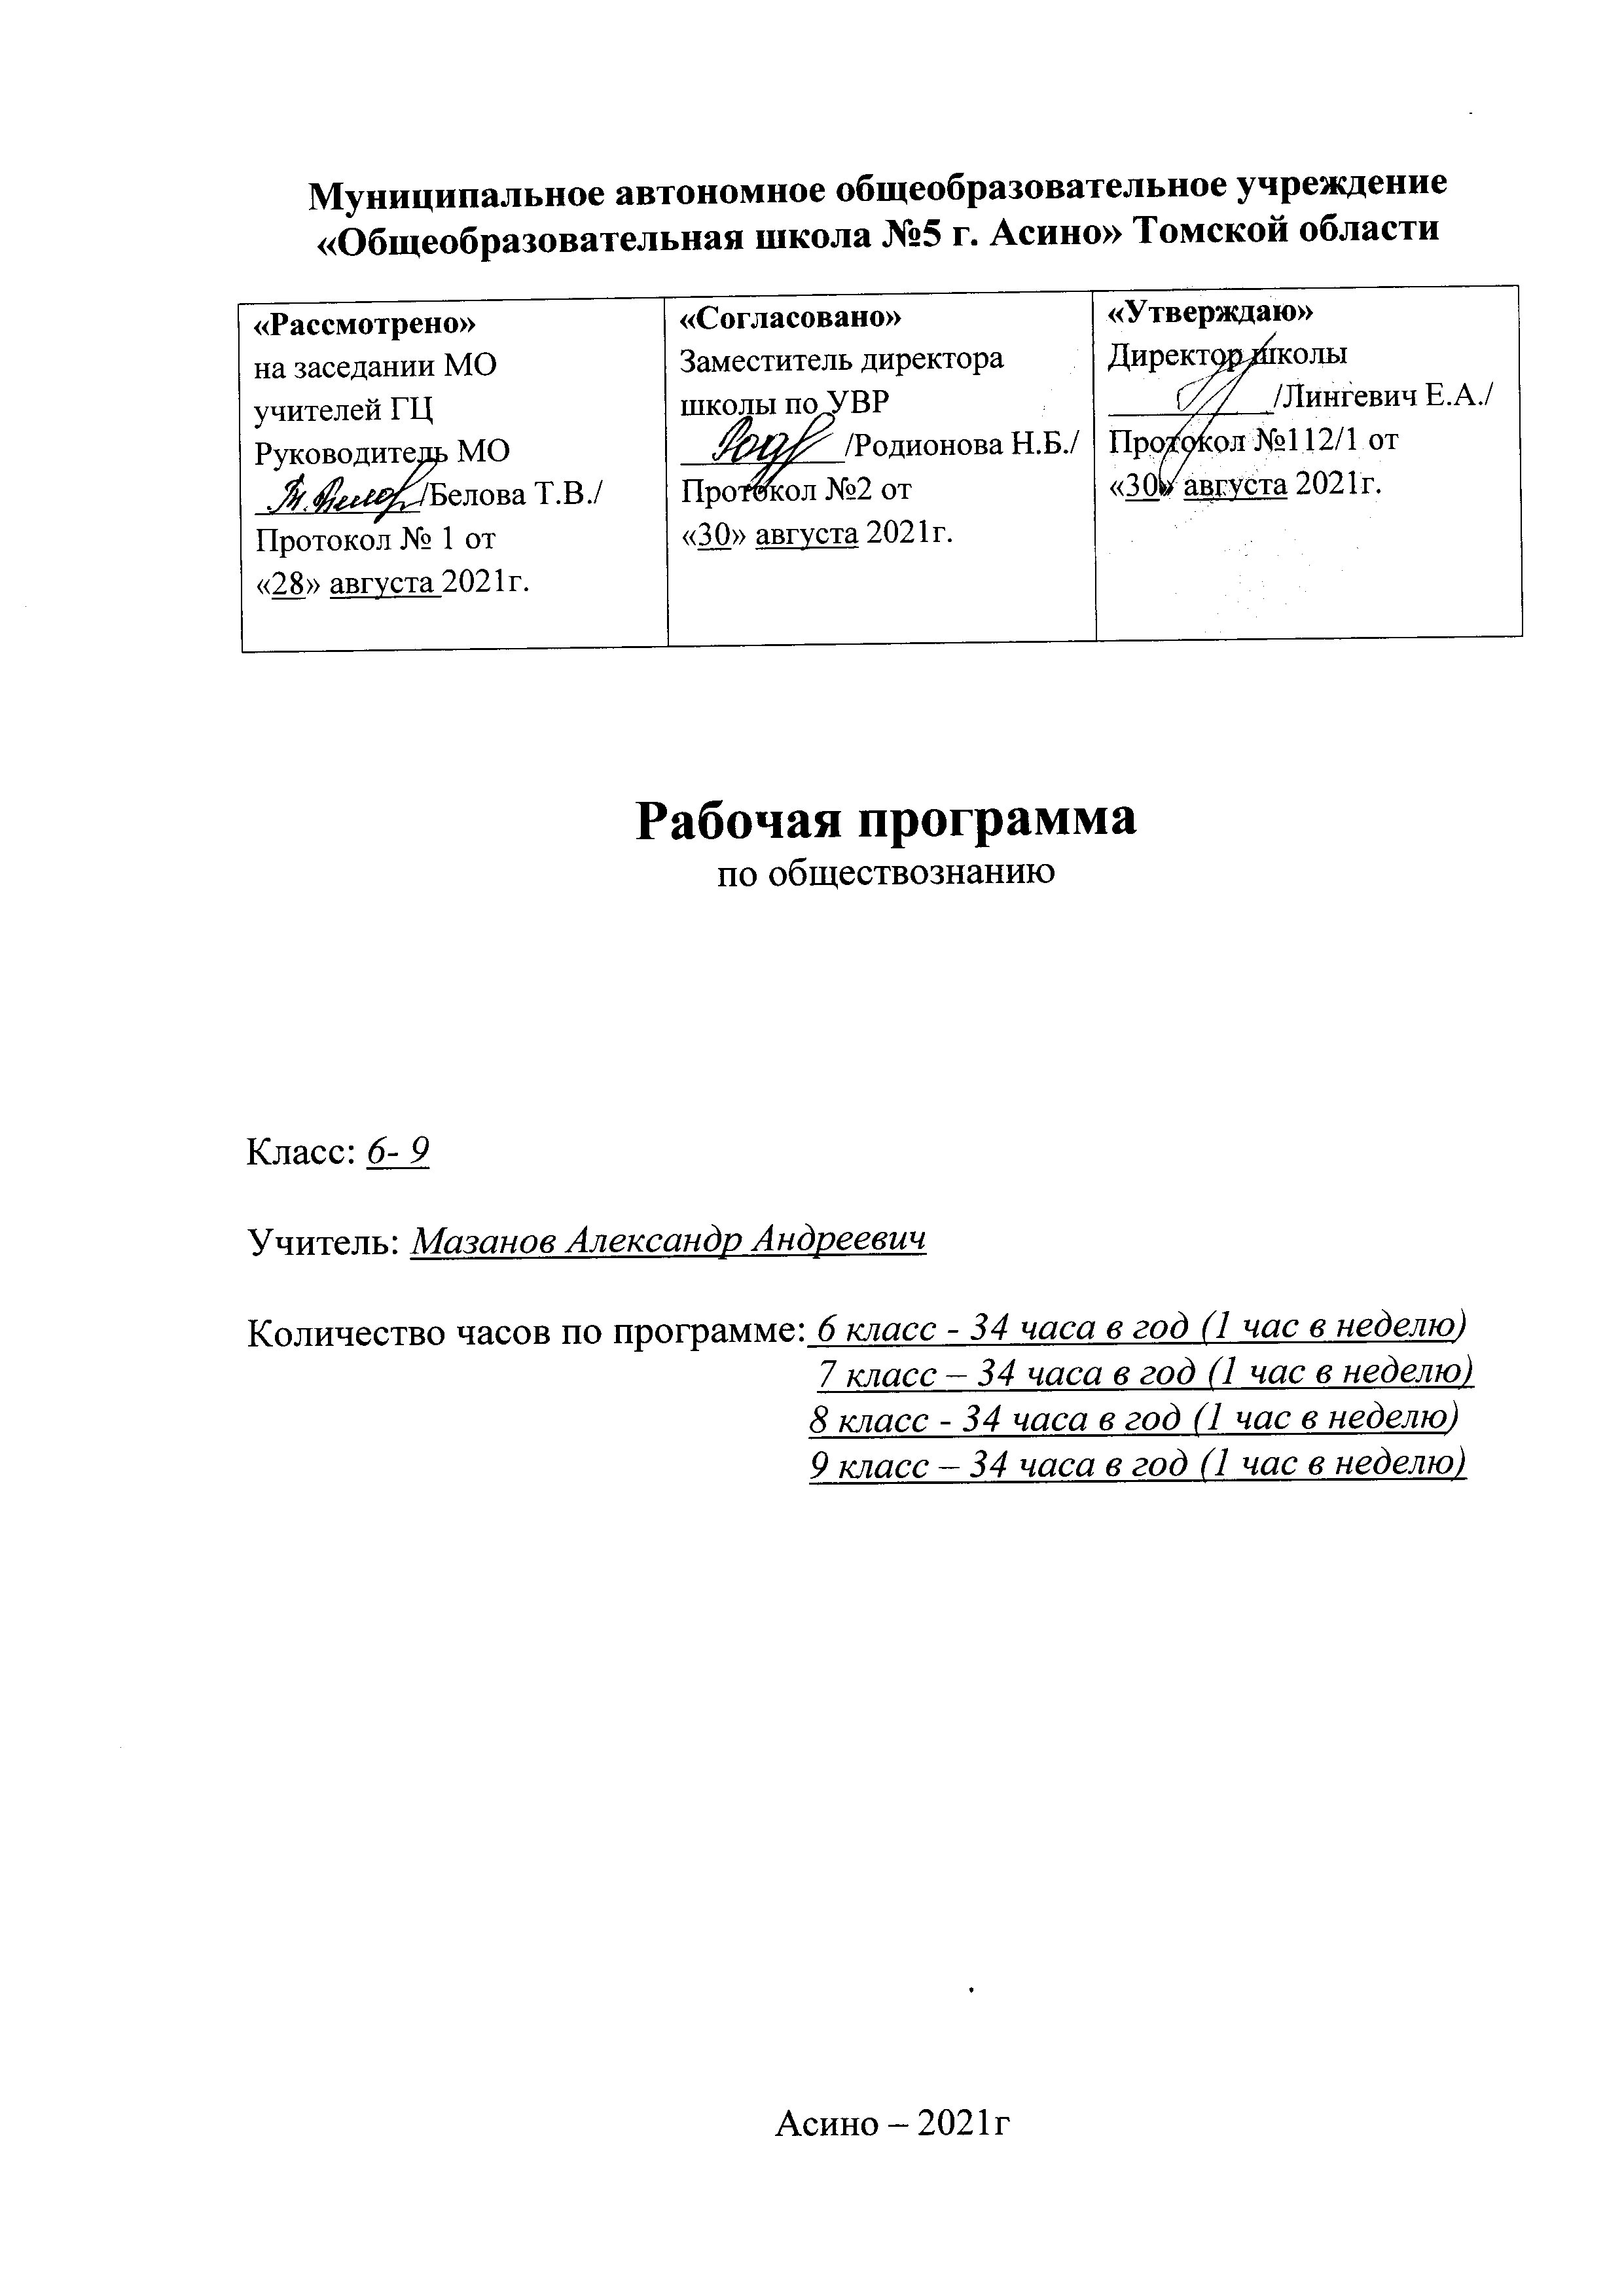 Муниципальное автономное общеобразовательное учреждение
«Общеобразовательная школа №5 г. Асино» Томской области
«Рассмотрено»
на заседании МО
учителей ГЦ
Руководитель МО
/Белова Т.В./
Протокол № 1 от
«28» августа 2021г.
«Согласовано»
Заместитель директора
школы по УВР
/Родионова Н.Б./
Протокол №2 от
«30» августа 2021г.
«Утверждаю»
Директор школы
/Лингевич Е.А./
Протокол №112/1 от
«30» августа 2021г.
Рабочая программа
по обществознанию
Класс: 6- 9
Учитель: Мазанов Александр Андреевич
Количество часов по программе: 6 класс - 34 часа в год (1 час в неделю)
7 класс – 34 часа в год (1 час в неделю)
8 класс - 34 часа в год (1 час в неделю)
9 класс – 34 часа в год (1 час в неделю)
Асино – 2021г